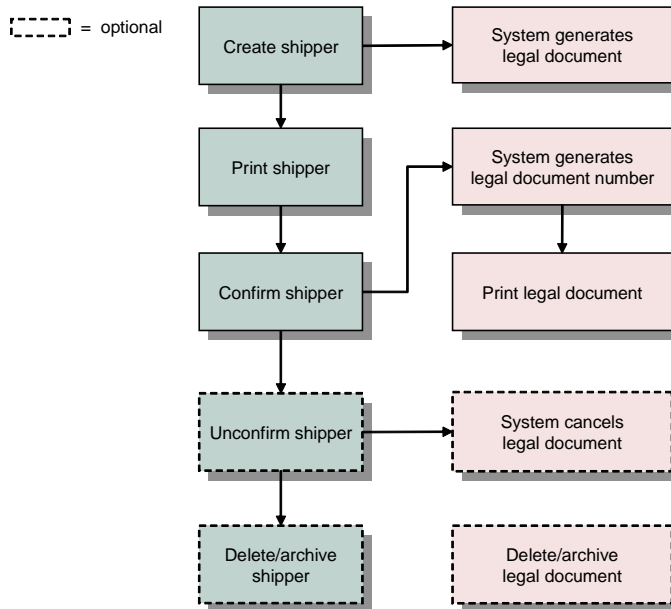 = optional
Create shipper
System generates
legal document
Print shipper
System generates
legal document number
Confirm shipper
Print legal document
Unconfirm shipper
System cancels
legal document
Delete/archive
shipper
Delete/archive
legal document